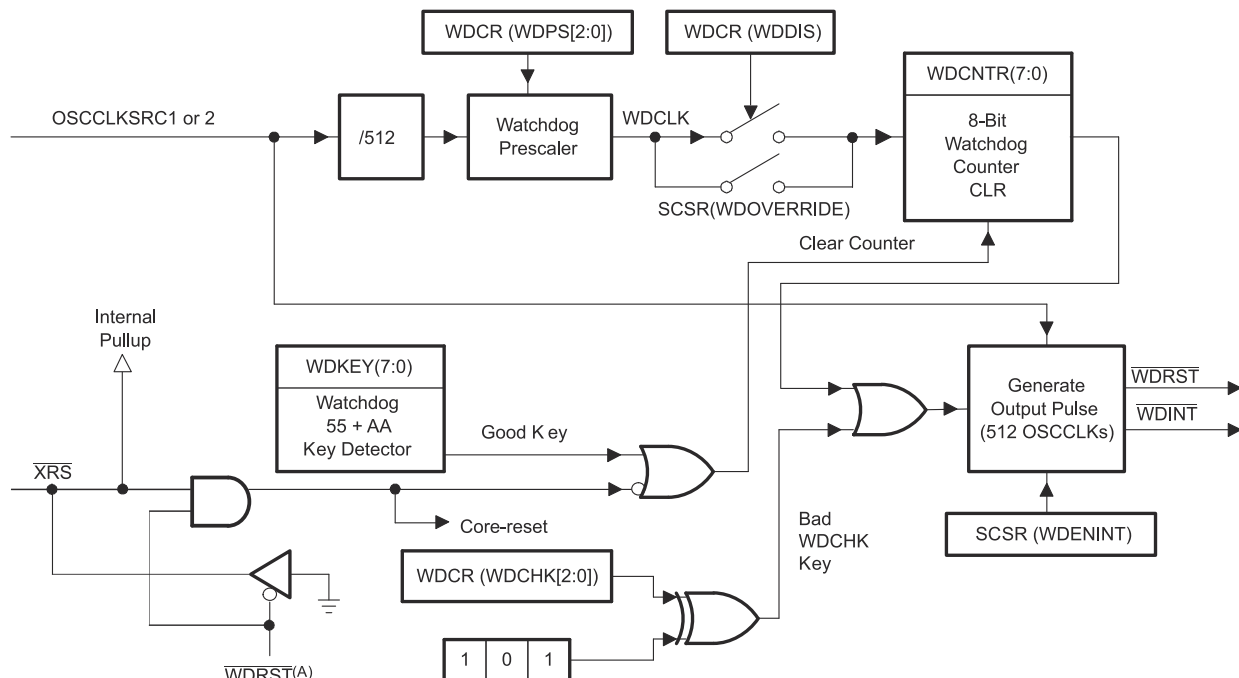 WDCR (WDPS[2:0])
WDCR (WDDIS)
WDCNTR(7:0)
OSCCLKSRC1 or 2
/512
Watchdog
Prescaler
WDCLK
8-Bit
Watchdog
Counter
CLR
SCSR(WDOVERRIDE)
Clear Counter
Internal
Pullup
WDKEY(7:0)
Watchdog
55 + AA
Key Detector
Good Key
Generate
Output Pulse
(512 OSCCLKs)
WDRST
WDINT
XRS
Core-reset
Bad
WDCHK
Key
SCSR (WDENINT)
WDCR (WDCHK[2:0])
1 0 1
WDRST(A)